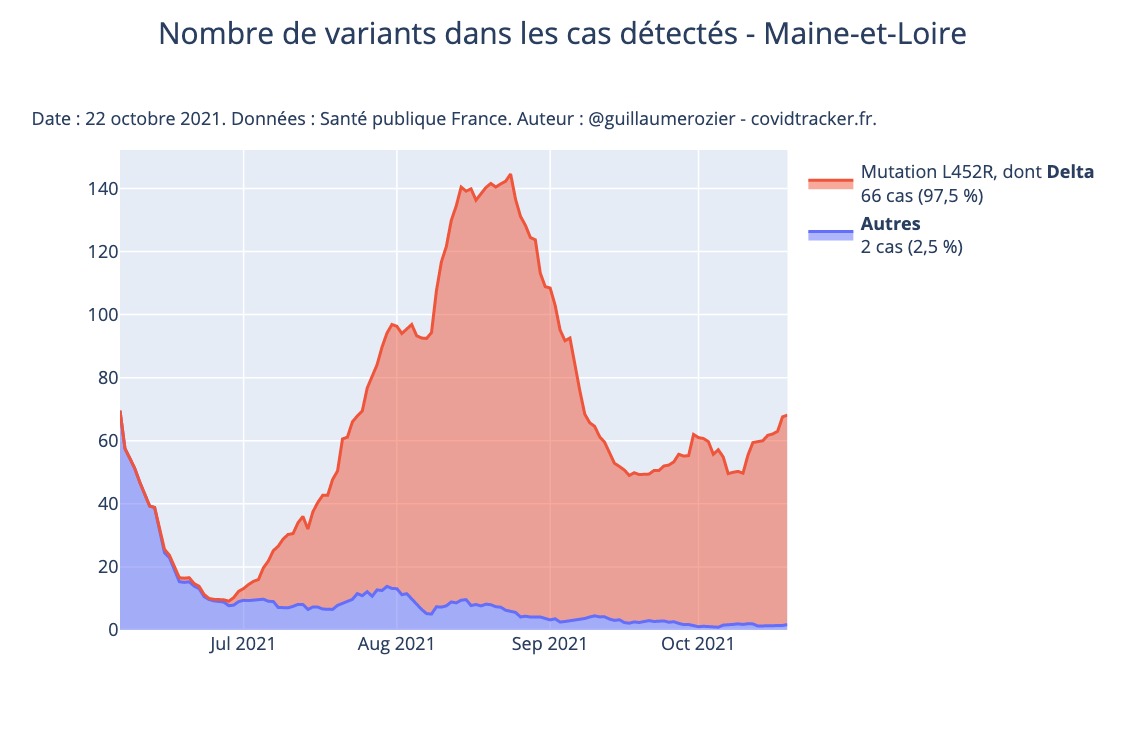 Nombre de variants dans les cas détectés - Maine-et-Loire
Date : 22 octobre 2021. Données : Santé publique France. Auteur : @guillaumerozier - covidtracker.fr.
140
120
100
80
60
40
20
0
Jul 2021
Aug 2021
Sep 2021
Oct 2021
Mutation L452R, dont Delta
66 cas (97,5 %)
Autres
2 cas (2,5 %)